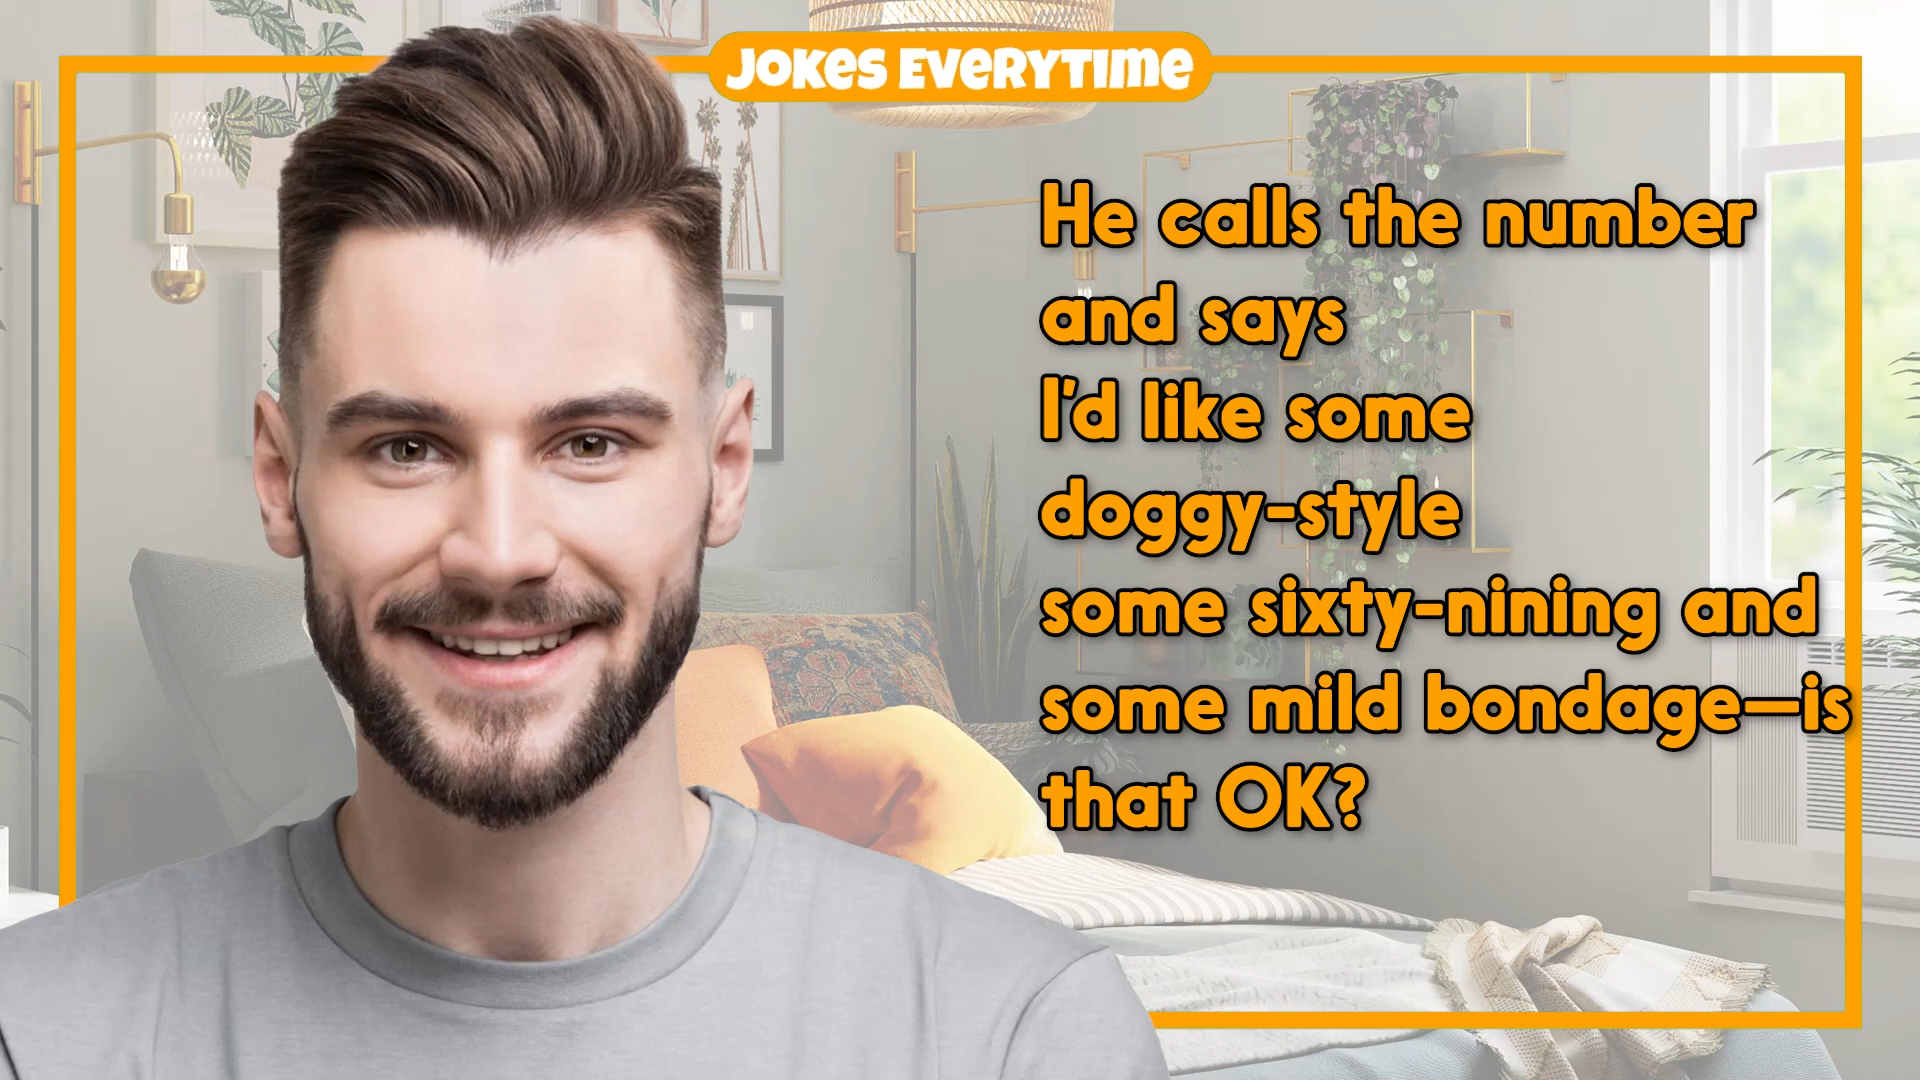 JOKES EVERYTIME
He calls the number
and says
I'd like some
doggy-style
some sixty-nining and
some mild bondage—is
that OK?